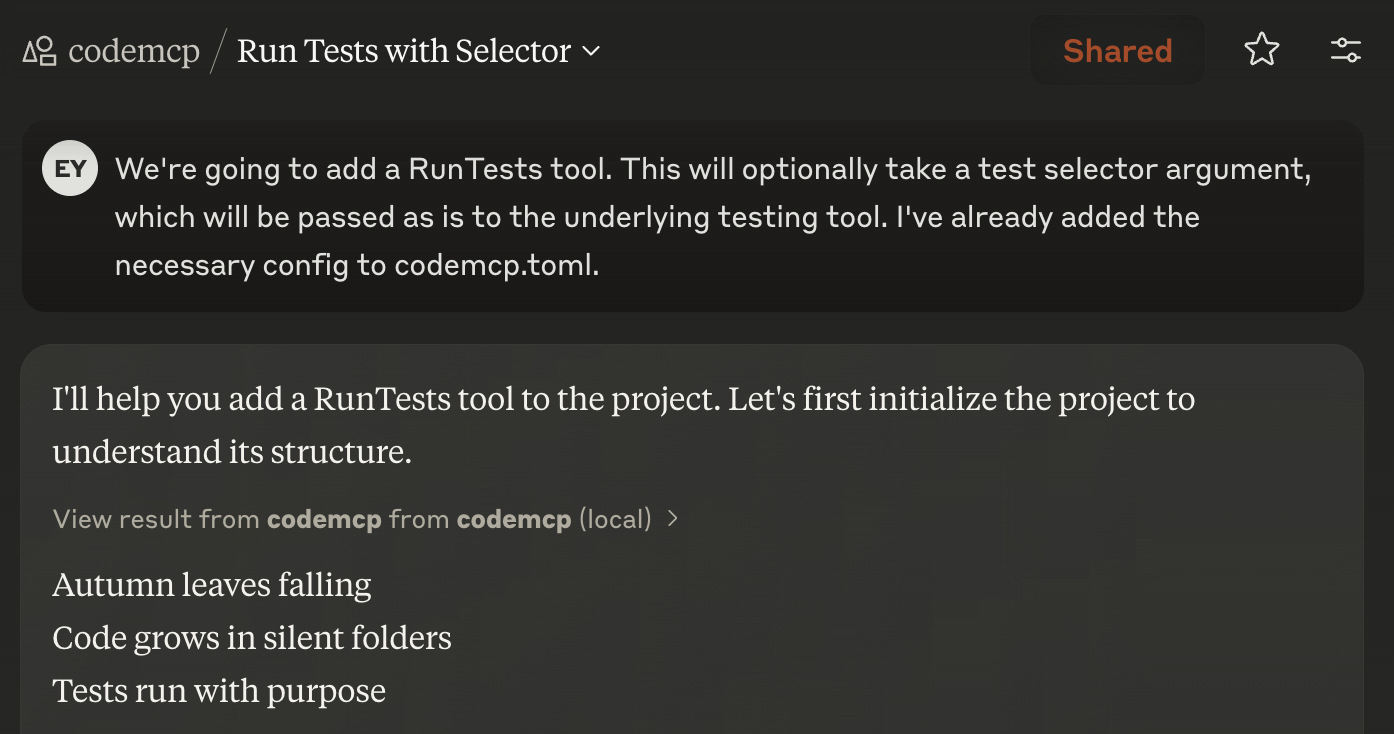 codemcp / Run Tests with Selector
Shared
EY
We're going to add a RunTests tool. This will optionally take a test selector argument,
which will be passed as is to the underlying testing tool. I've already added the
necessary config to codemcp.toml.
I'll help you add a RunTests tool to the project. Let's first initialize the project to
understand its structure.
View result from codemcp from codemcp (local)
Autumn leaves falling
Code grows in silent folders
Tests run with purpose